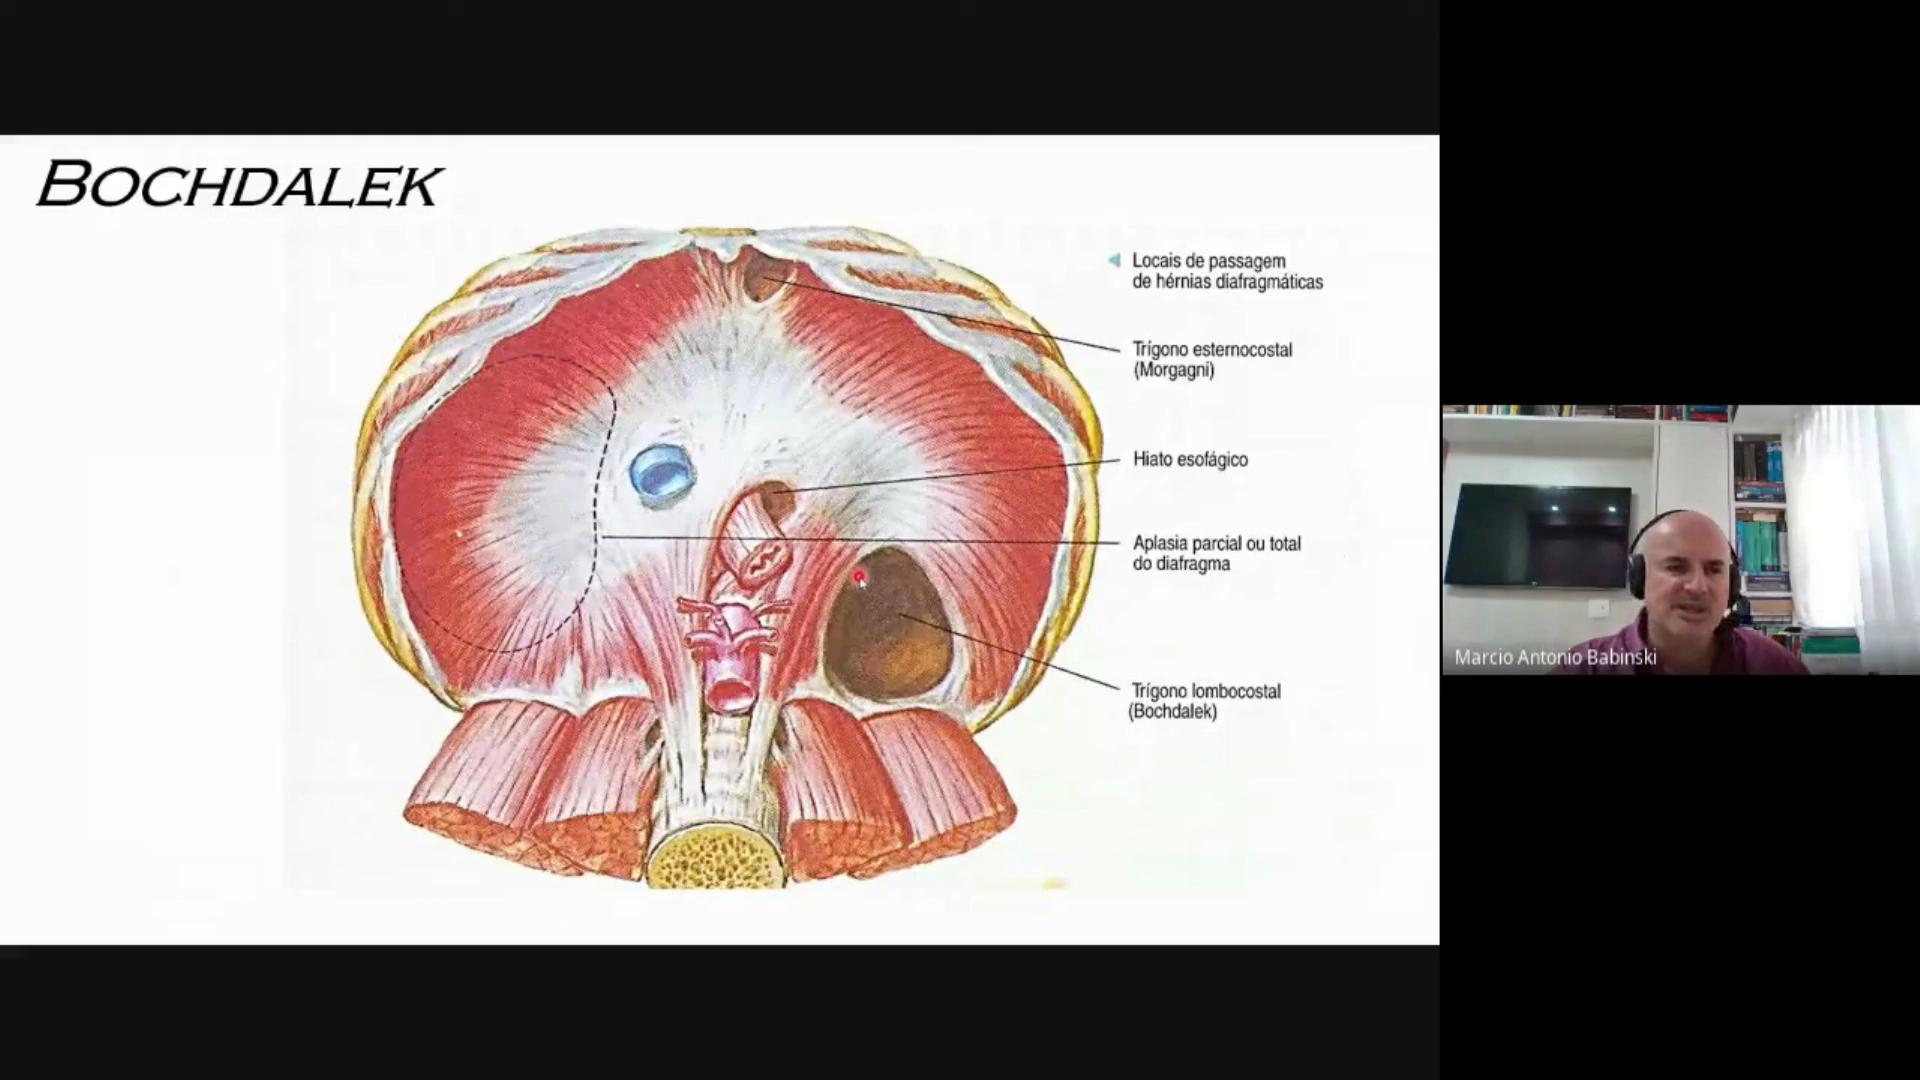 BOCHDALEK
Locais de passagem
de hérnias diafragmáticas
Trígono esternocostal
(Morgagni)
Hiato esofágico
Aplasia parcial ou total
do diafragma
Trígono lombocostal
(Bochdalek)
Marcio Antonio Babinski